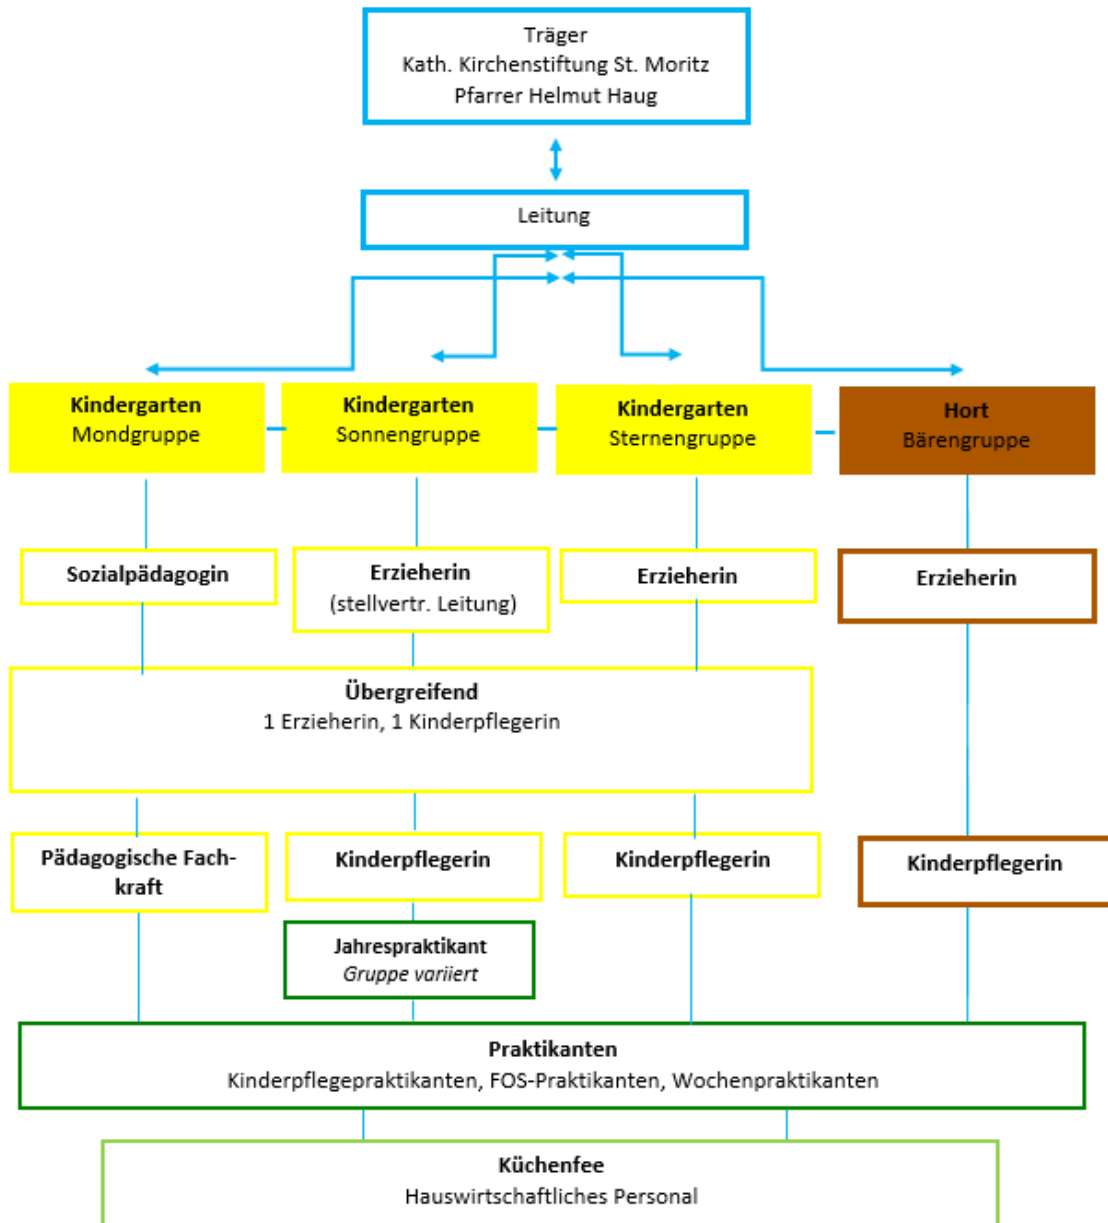 Träger
Kath. Kirchenstiftung St. Moritz
Pfarrer Helmut Haug
Leitung
Kindergarten
Mondgruppe
Kindergarten
Sonnengruppe
Kindergarten
Sternengruppe
Hort
Bärengruppe
Sozialpädagogin
Erzieherin
(stellvertr. Leitung)
Erzieherin
Erzieherin
Übergreifend
1 Erzieherin, 1 Kinderpflegerin
Pädagogische Fach-
kraft
Kinderpflegerin
Kinderpflegerin
Kinderpflegerin
Jahrespraktikant
Gruppe variiert
Praktikanten
Kinderpflegepraktikanten, FOS-Praktikanten, Wochenpraktikanten
Küchenfee
Hauswirtschaftliches Personal